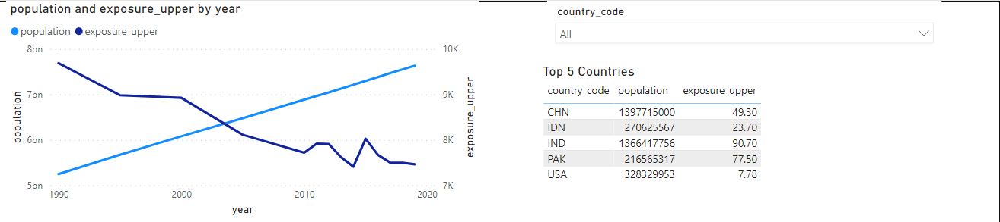 population and exposure_upper by year
population exposure_upper
8bn 10K
7bn 9K
6bn 8K
5bn 7K
population
exposure_upper
1990 2000 2010 2020
year
country_code
All
Top 5 Countries
country_code population exposure_upper
CHN 1397715000 49.30
IDN 270625567 23.70
IND 1366417756 90.70
PAK 216565317 77.50
USA 328329953 7.78